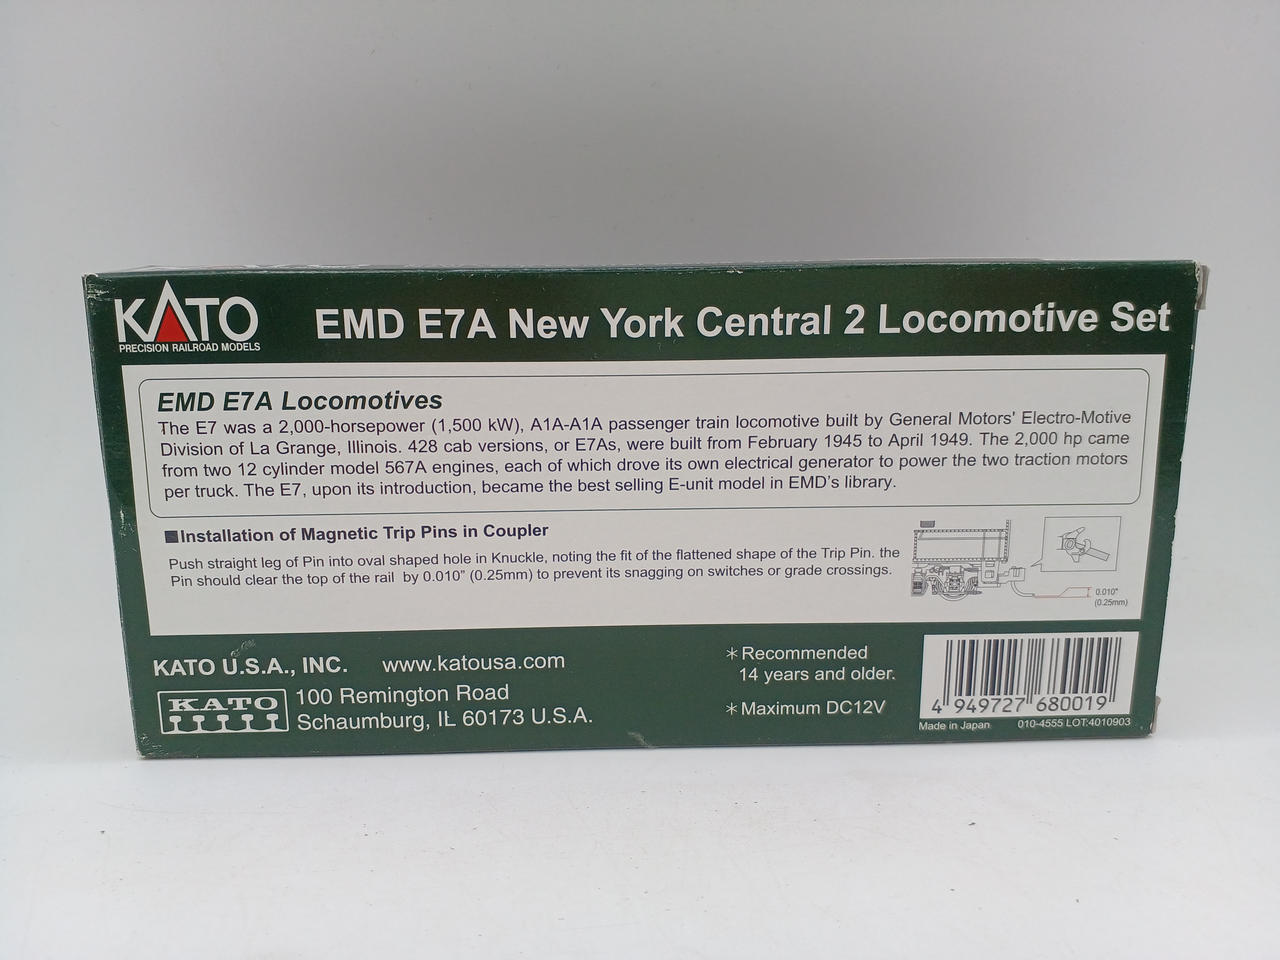 KATO
PRECISION RAILROAD MODELS
EMD E7A New York Central 2 Locomotive Set
EMD E7A Locomotives
The E7 was a 2,000-horsepower (1,500 kW), A1A-A1A passenger train locomotive built by General Motors' Electro-Motive
Division of La Grange, Illinois. 428 cab versions, or E7As, were built from February 1945 to April 1949. The 2,000 hp came
from two 12 cylinder model 567A engines, each of which drove its own electrical generator to power the two traction motors
per truck. The E7, upon its introduction, became the best selling E-unit model in EMD's library.
■Installation of Magnetic Trip Pins in Coupler
Push straight leg of Pin into oval shaped hole in Knuckle, noting the fit of the flattened shape of the Trip Pin. the
Pin should clear the top of the rail by 0.010" (0.25mm) to prevent its snagging on switches or grade crossings.
0.010"
(0.25mm)
KATO U.S.A., INC. www.katousa.com
KATO
100 Remington Road
Schaumburg, IL 60173 U.S.A.
＊Recommended
14 years and older.
＊Maximum DC12V
4 949727 680019
Made in Japan 010-4555 LOT:4010903